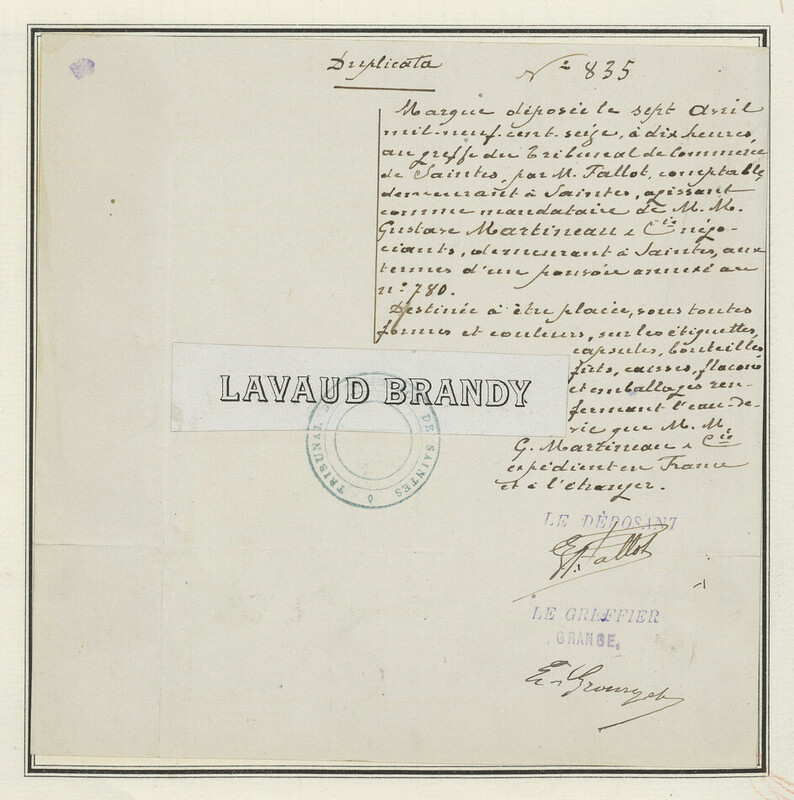 Duplicata
Nº 835
Marque déposée le sept Avril
mil-neuf-cent-seize, à dix heures,
au greffe du Tribunal de Commerce
de Saintes, par M. Fallot, comptable,
demeurant à Saintes, agissant
comme mandataire de M. M.
Gustave Martineau & Cie négo-
ciants, demeurant à Saintes, aux
termes d'un pouvoir annexé au
nº 780.
Destinée à être placée, sous toutes
formes et couleurs, sur les étiquettes,
capsules, bouteilles
fûts, caisses, flacons
et emballages ren-
fermant l'eau-de-
vie que M. M.
G. Martineau & Cie
expédient en France
et à l'étranger.
LAVAUD BRANDY
TRIBUNAL DE SAINTES
LE DÉPOSANT
E. Fallot
LE GREFFIER
GRANGE,